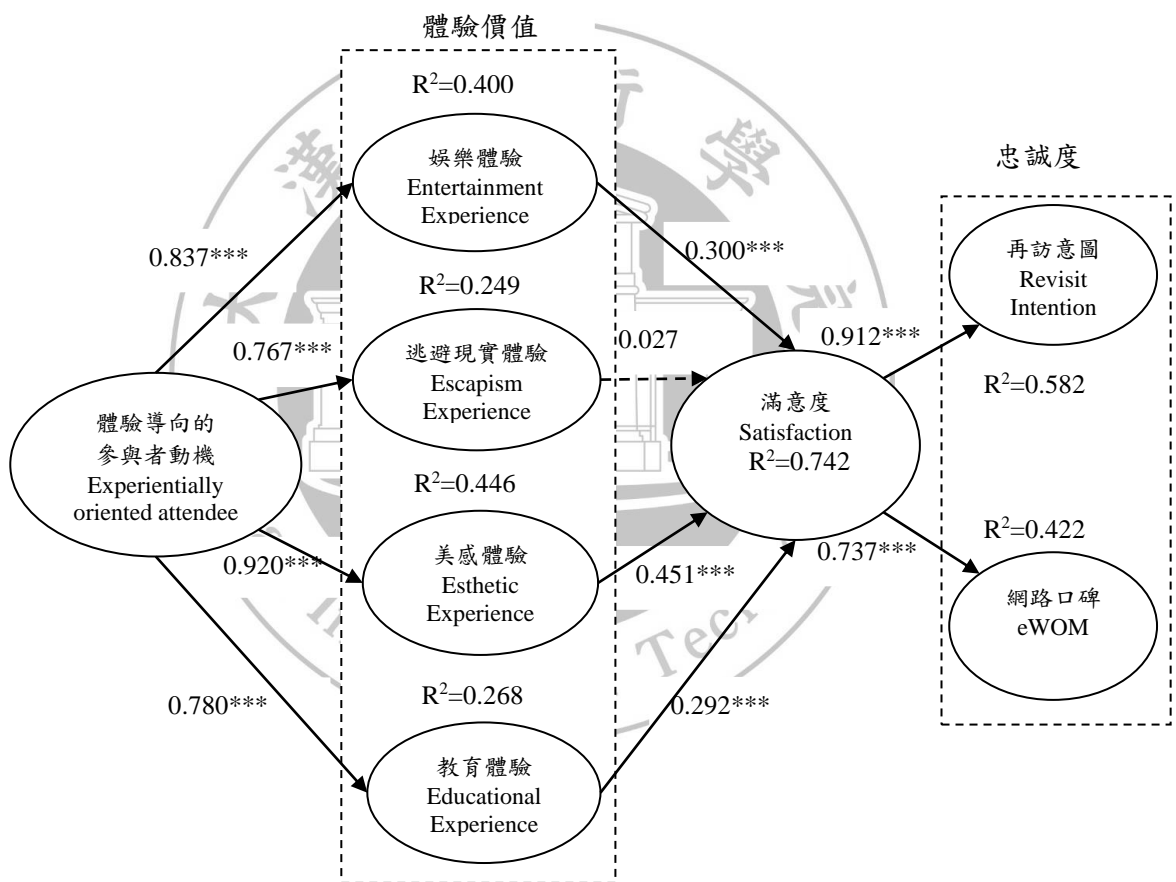 體驗價值
R²=0.400
娛樂體驗
Entertainment
Experience
0.837***
0.300***
忠誠度
再訪意圖
Revisit
Intention
R²=0.249
0.767***
逃避現實體驗
Escapism
Experience
0.027
0.912***
R²=0.582
體驗導向的
參與者動機
Experientially
oriented attendee
滿意度
Satisfaction
R²=0.742
R²=0.446
0.920***
美感體驗
Esthetic
Experience
0.451***
0.737***
R²=0.422
網路口碑
eWOM
R²=0.268
0.780***
教育體驗
Educational
Experience
0.292***
漢
學
Tec